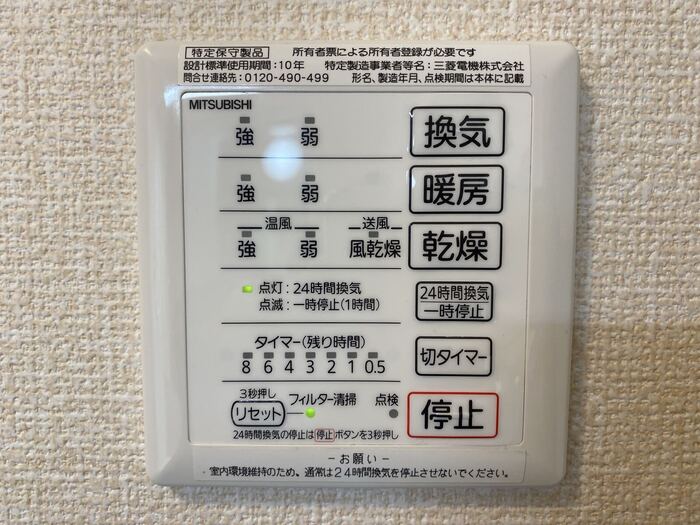 特定保守製品 所有者票による所有者登録が必要です
設計標準使用期間：10年 特定製造事業者等名：三菱電機株式会社
問合せ連絡先：0120-490-499 形名、製造年月、点検期間は本体に記載
MITSUBISHI
強 弱 換気
強 弱 暖房
温風 送風
強 弱 風乾燥 乾燥
点灯：24時間換気
点滅：一時停止(1時間)
24時間換気
一時停止
タイマー(残り時間)
8 6 4 3 2 1 0.5
切タイマー
3秒押し
リセット フィルター清掃 点検
停止
24時間換気の停止は停止ボタンを3秒押し
－お願い－
室内環境維持のため、通常は24時間換気を停止させないでください。